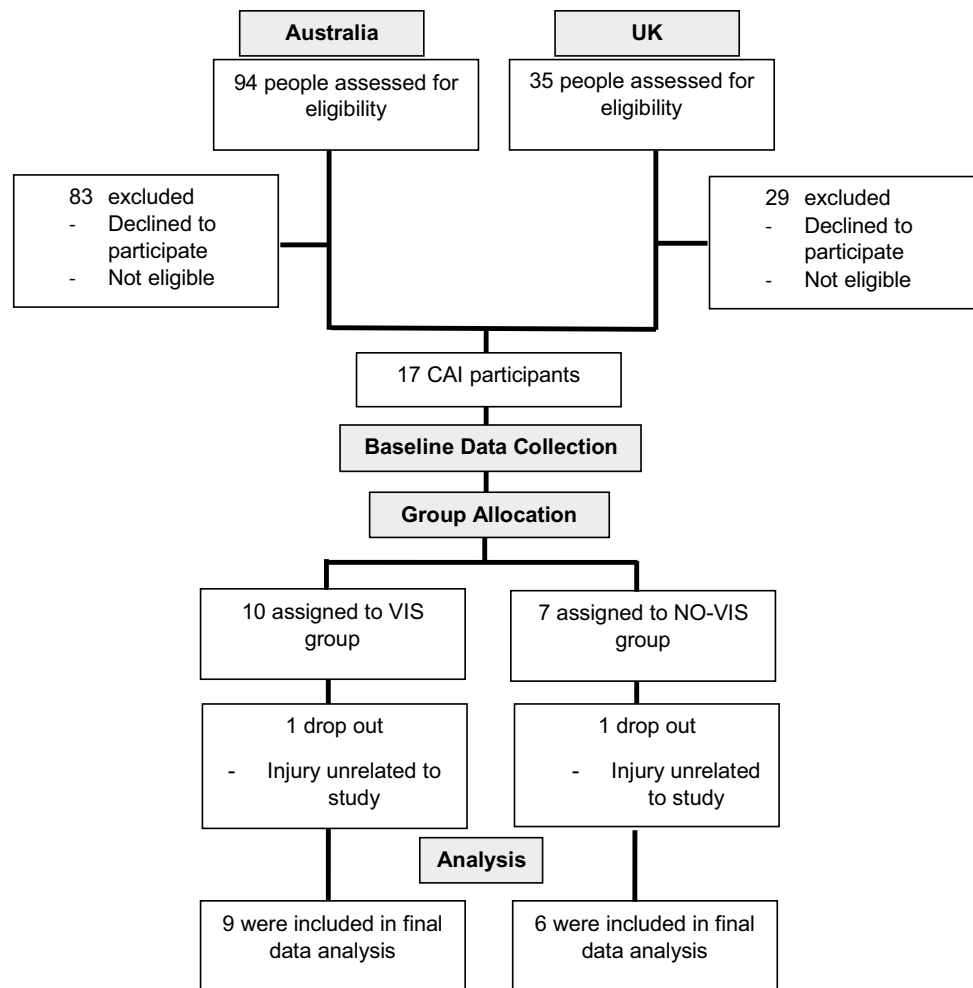 Australia
UK
94 people assessed for
eligibility
35 people assessed for
eligibility
83 excluded
- Declined to
participate
- Not eligible
29 excluded
- Declined to
participate
- Not eligible
17 CAI participants
Baseline Data Collection
Group Allocation
10 assigned to VIS
group
7 assigned to NO-VIS
group
1 drop out
- Injury unrelated to
study
1 drop out
- Injury unrelated
to study
Analysis
9 were included in final
data analysis
6 were included in final
data analysis